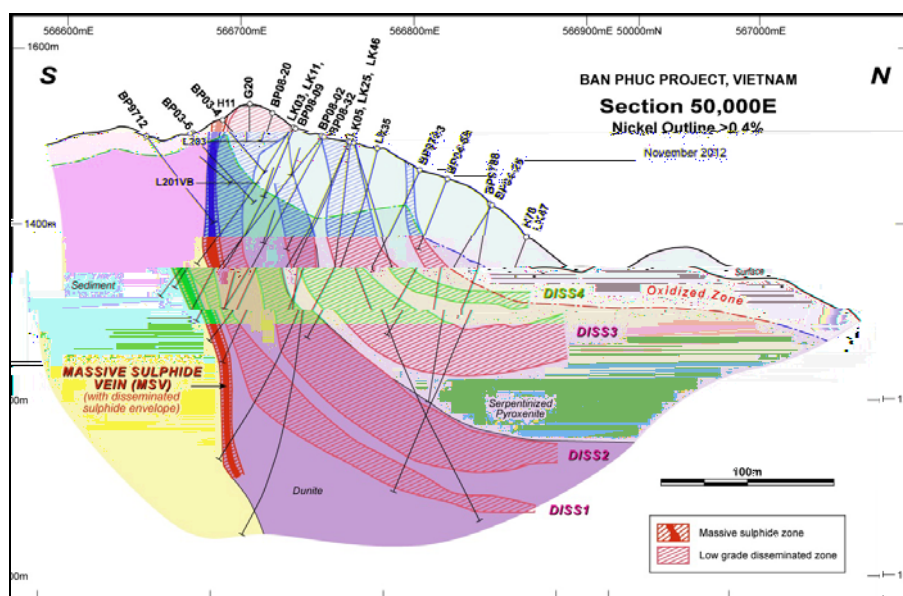 566600mE
566700mE
566800mE
566900mE 50000mN
567000mE
1600m
S
N
BAN PHUC PROJECT, VIETNAM
Section 50,000E
Nickel Outline >0.4%
November 2012
BP9712
BP03-6
BP03
H11
G20
BP08-20
LK03, LK11,
BP08-09
BP08-02
BP08-32
LK25, LK46
LK35
L201VB
1400m
Sediment
Surface
Oxidized Zone
DISS4
DISS3
MASSIVE SULPHIDE
VEIN (MSV)
(with disseminated
sulphide envelope)
Serpentinized
Pyroxenite
DISS2
Dunite
DISS1
100m
Massive sulphide zone
Low grade disseminated zone